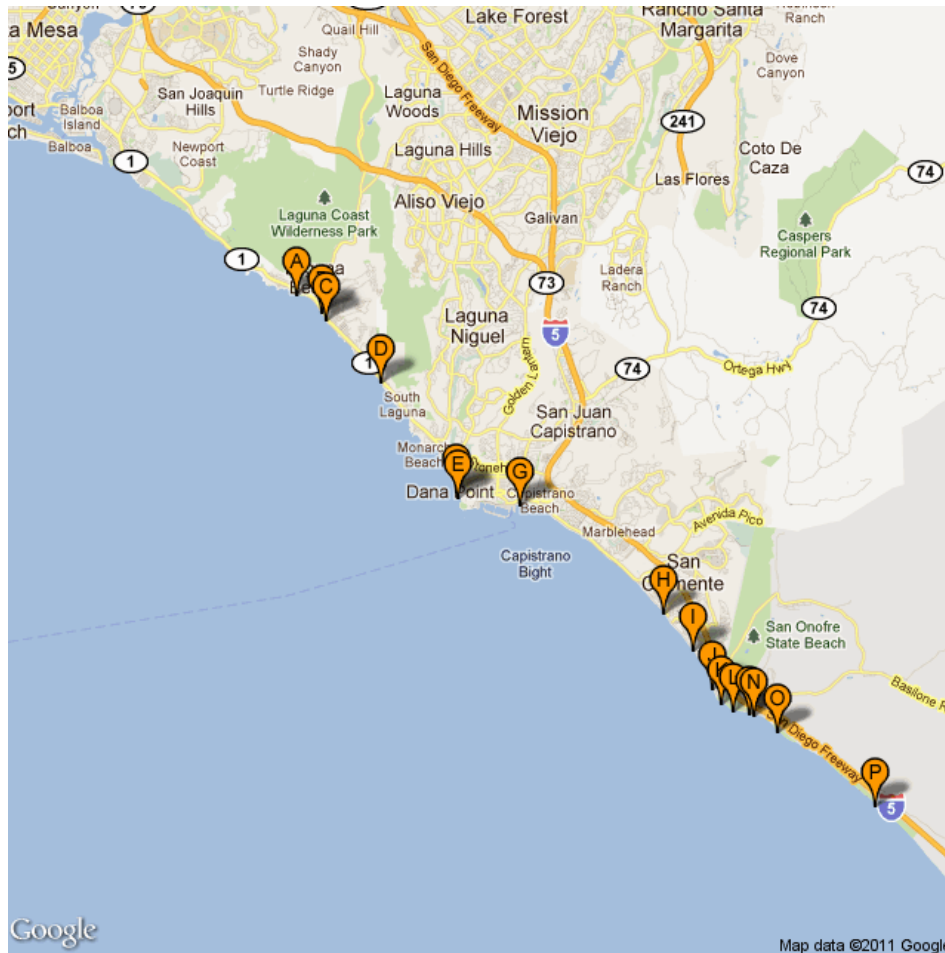 Canyon
Lake Forest
Rancho Santa
Margarita
Ranch
ta Mesa
Quail Hill
Shady
Canyon
Dove
Canyon
5
San Joaquin
Hills
Turtle Ridge
Laguna
Woods
San Diego Freeway
Mission
Viejo
Balboa
Island
Balboa
Newport
Coast
1
241
Coto De
Caza
Laguna Hills
Las Flores
74
Aliso Viejo
Laguna Coast
Wilderness Park
Galivan
Caspers
Regional Park
1
A
C
73
Ladera
Ranch
74
Laguna
Niguel
5
Golden Lantern
D
1
74
Ortega Hwy
South
Laguna
San Juan
Capistrano
Monarch
Beach
E
G
Dana Point
Capistrano
Beach
Avenida Pico
Marblehead
Capistrano
Bight
San
Clemente
H
I
San Onofre
State Beach
J
K
L
N
O
Basilone R
San Diego Freeway
P
5
Google
Map data ©2011 Google